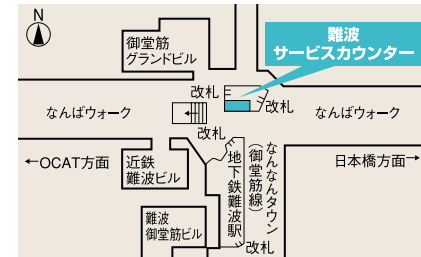 N
難波
サービスカウンター
御堂筋
グランドビル
改札
改札
なんばウォーク
なんばウォーク
改札
←OCAT方面
近鉄
難波ビル
地下鉄難波駅
(御堂筋線)
なんなんタウン
日本橋方面→
難波
御堂筋ビル
改札